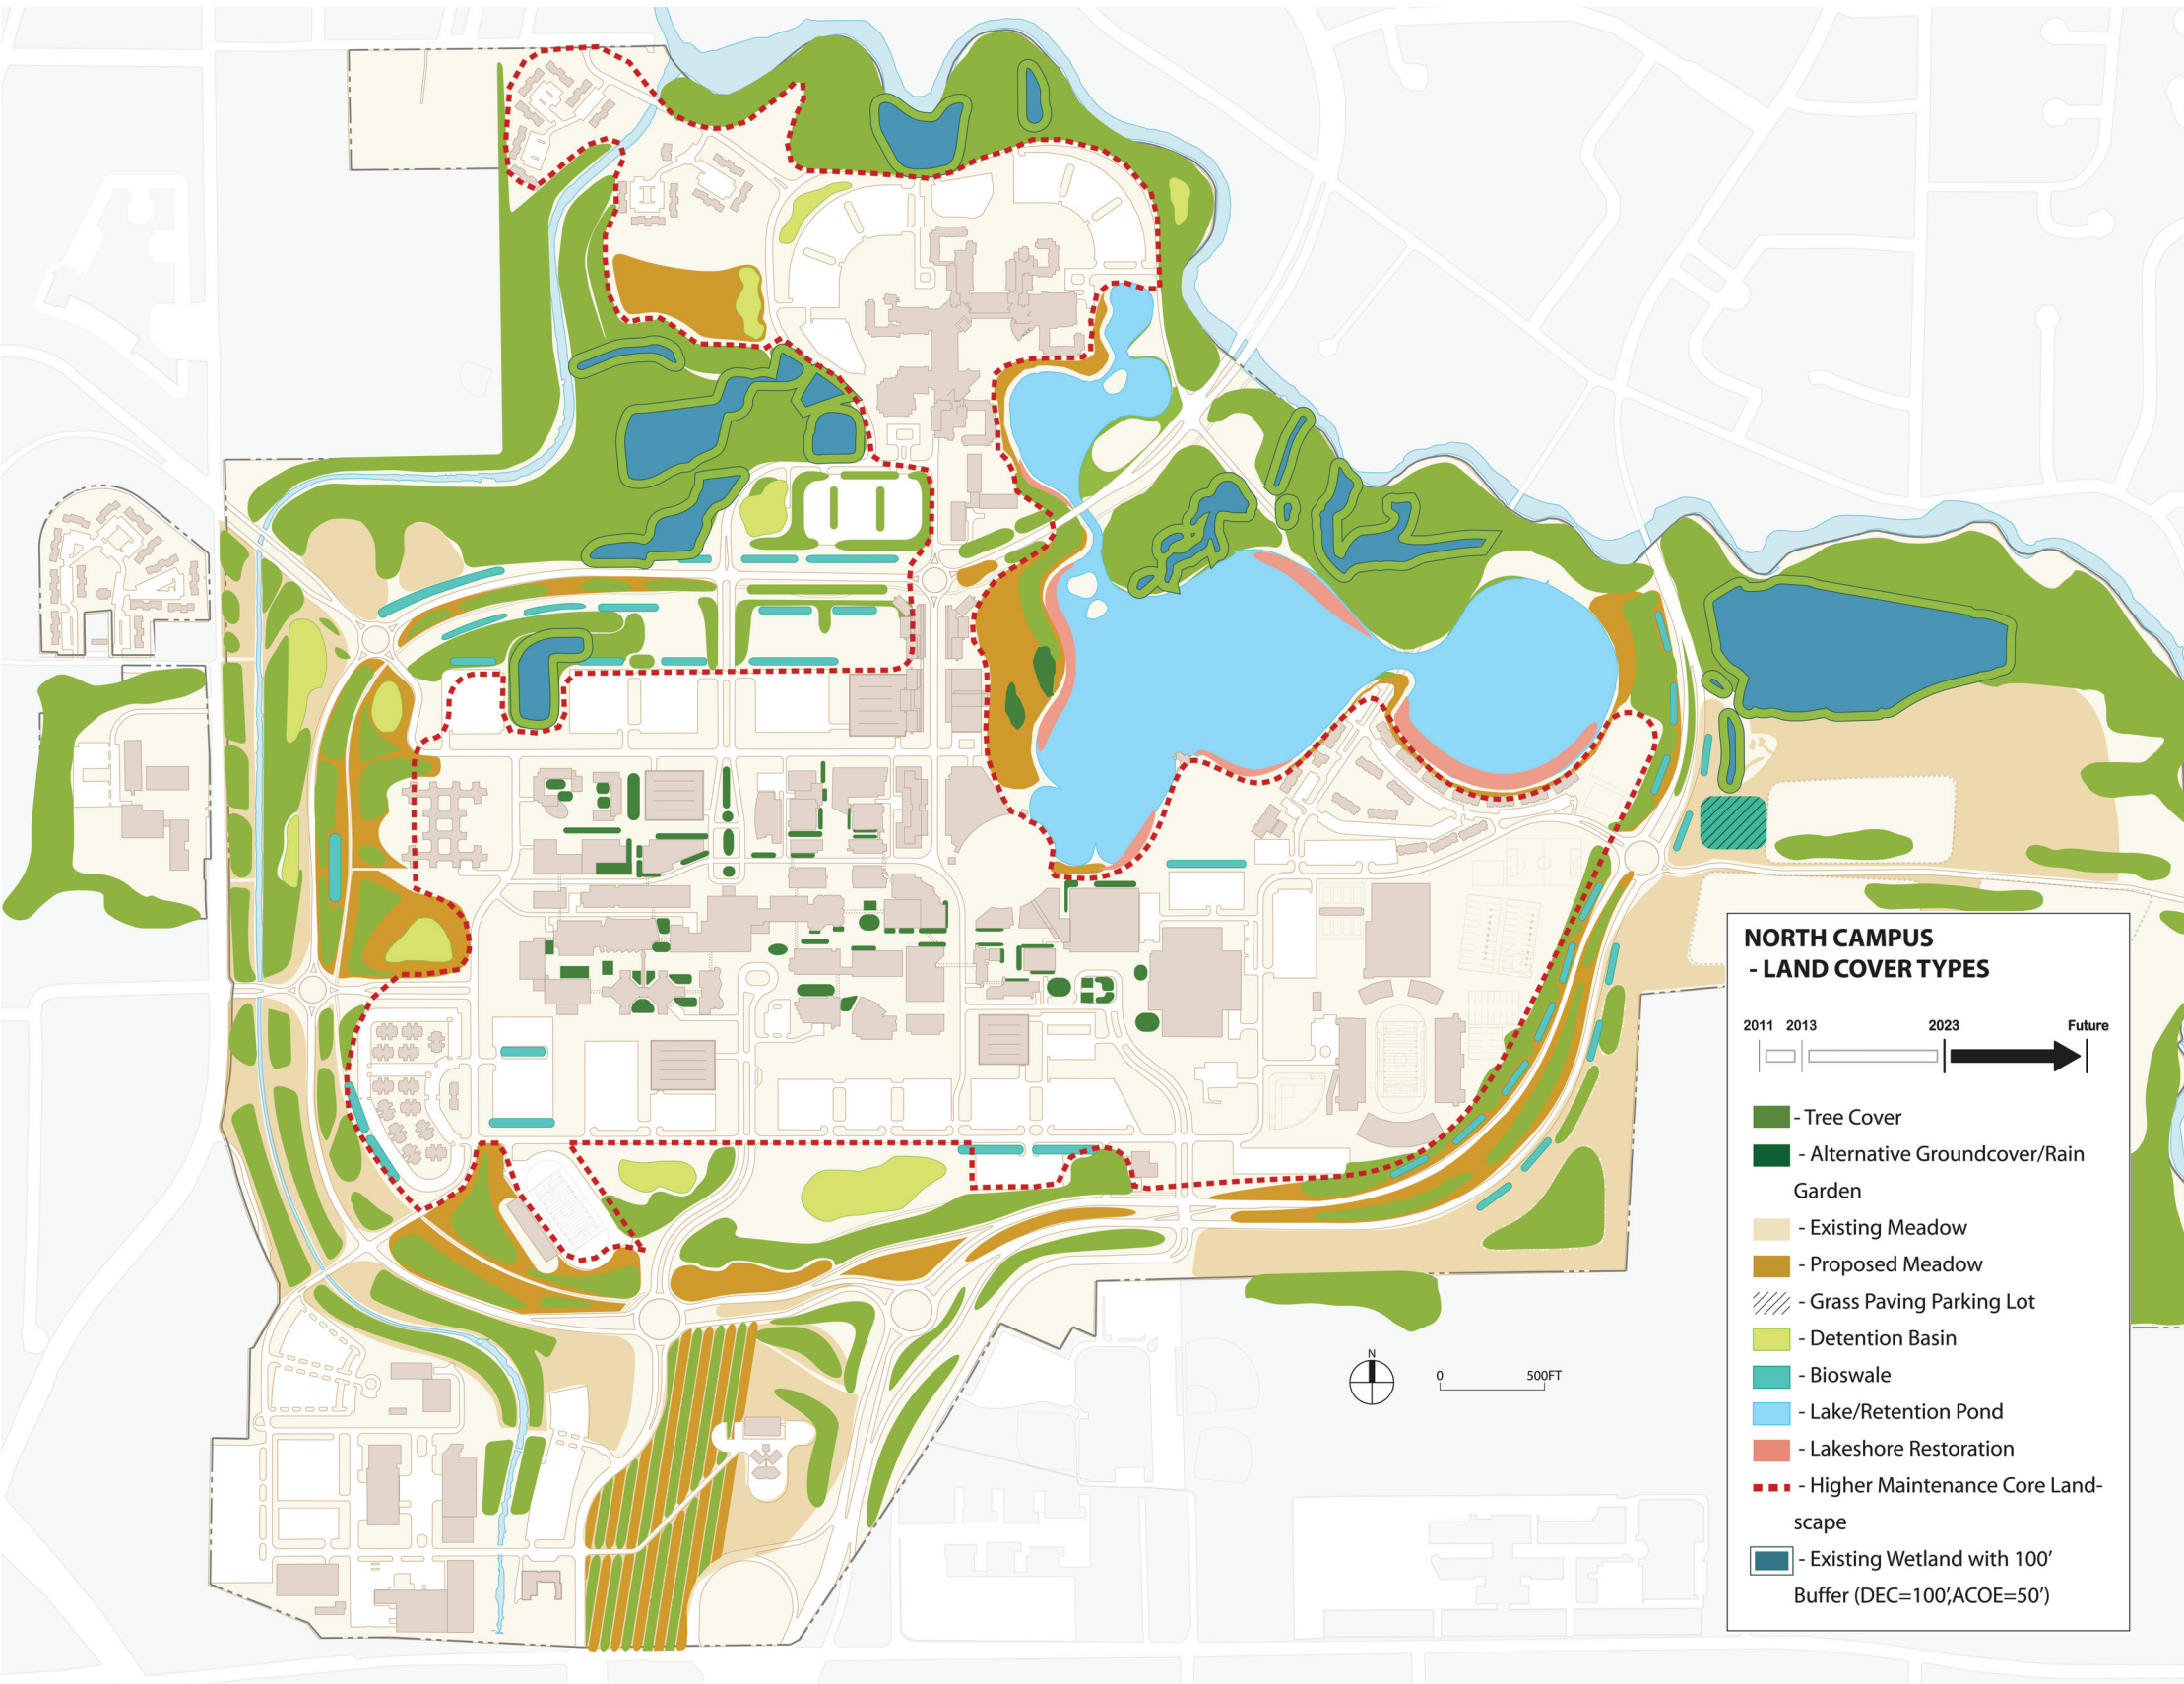 NORTH CAMPUS
- LAND COVER TYPES
2011 2013 2023 Future
- Tree Cover
- Alternative Groundcover/Rain
Garden
- Existing Meadow
- Proposed Meadow
- Grass Paving Parking Lot
- Detention Basin
- Bioswale
- Lake/Retention Pond
- Lakeshore Restoration
- Higher Maintenance Core Land-
scape
- Existing Wetland with 100’
Buffer (DEC=100’,ACOE=50’)
N
0 500FT